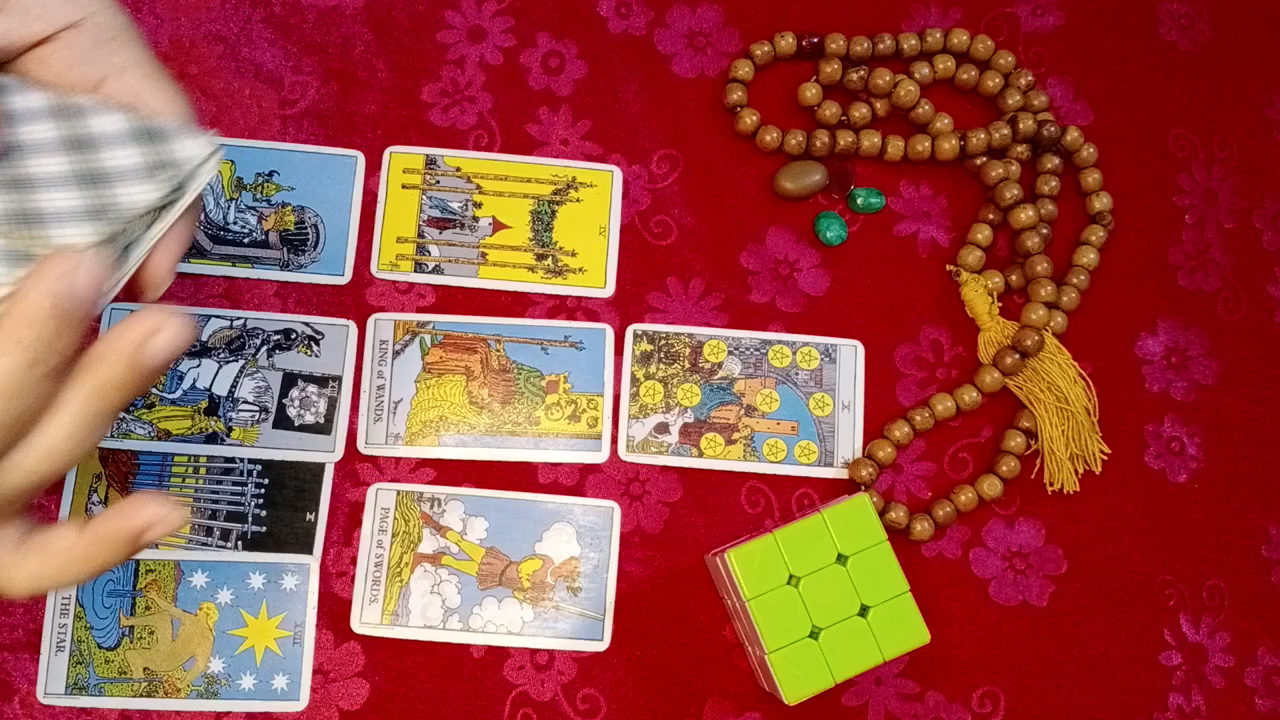 IV
XIII
KING of WANDS.
X
X
PAGE of SWORDS.
XVII
THE STAR.